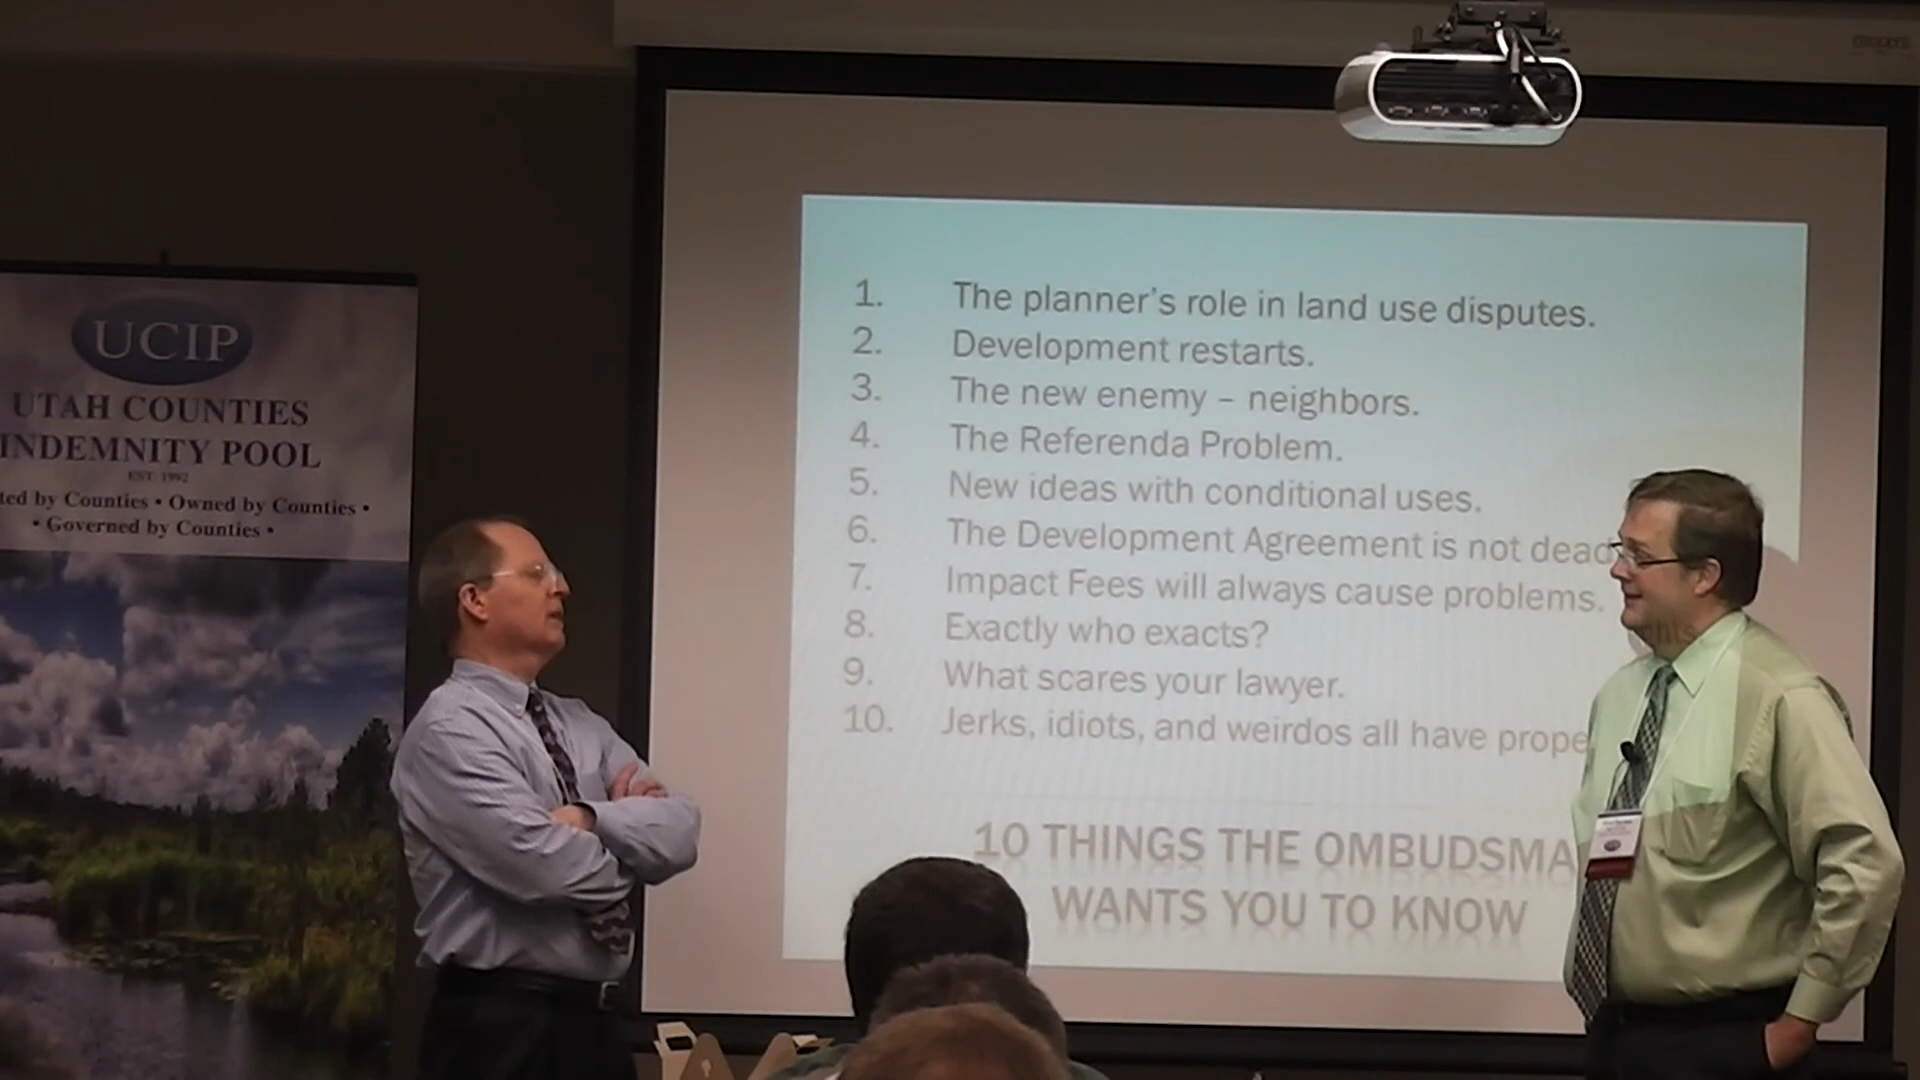 UCIP
UTAH COUNTIES
INDEMNITY POOL
EST. 1992
ted by Counties • Owned by Counties •
• Governed by Counties •
1. The planner's role in land use disputes.
2. Development restarts.
3. The new enemy – neighbors.
4. The Referenda Problem.
5. New ideas with conditional uses.
6. The Development Agreement is not dead
7. Impact Fees will always cause problems.
8. Exactly who exacts?
9. What scares your lawyer.
10. Jerks, idiots, and weirdos all have prope
10 THINGS THE OMBUDSMA
WANTS YOU TO KNOW